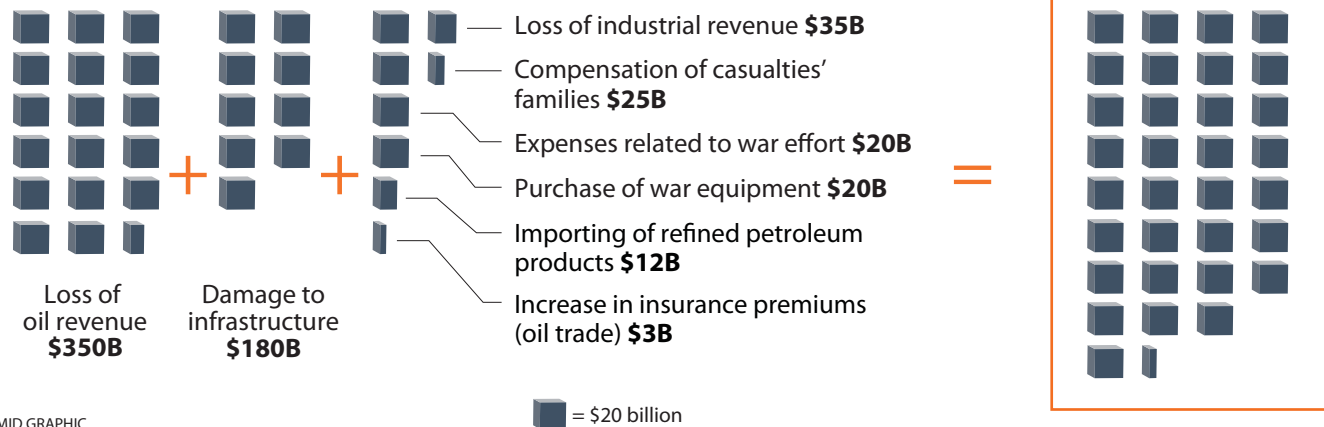 Loss of industrial revenue $35B
Compensation of casualties'
families $25B
Expenses related to war effort $20B
Purchase of war equipment $20B
Importing of refined petroleum
products $12B
Increase in insurance premiums
(oil trade) $3B
Loss of
oil revenue
$350B
Damage to
infrastructure
$180B
+
+
=
= $20 billion
GRAPHIC